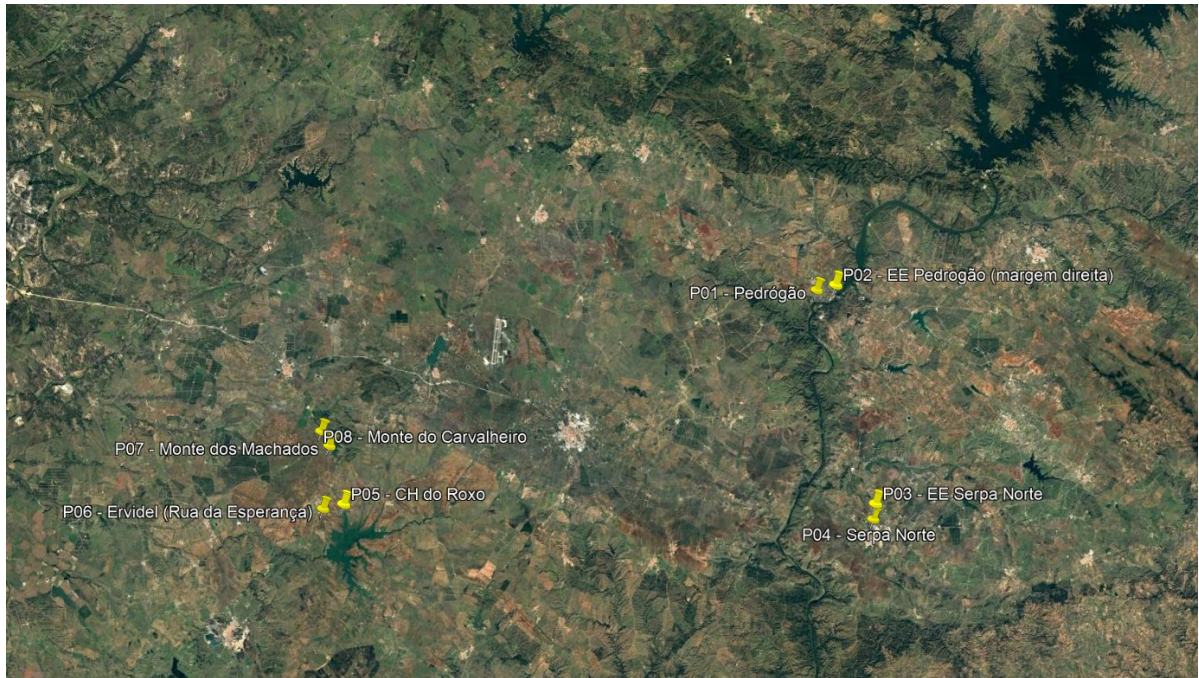 P02 - EE Pedrogão (margem direita)
P01 - Pedrógão
P08 - Monte do Carvalheiro
P07 - Monte dos Machados
P05 - CH do Roxo
P03 - EE Serpa Norte
P06 - Ervidel (Rua da Esperança)
P04 - Serpa Norte